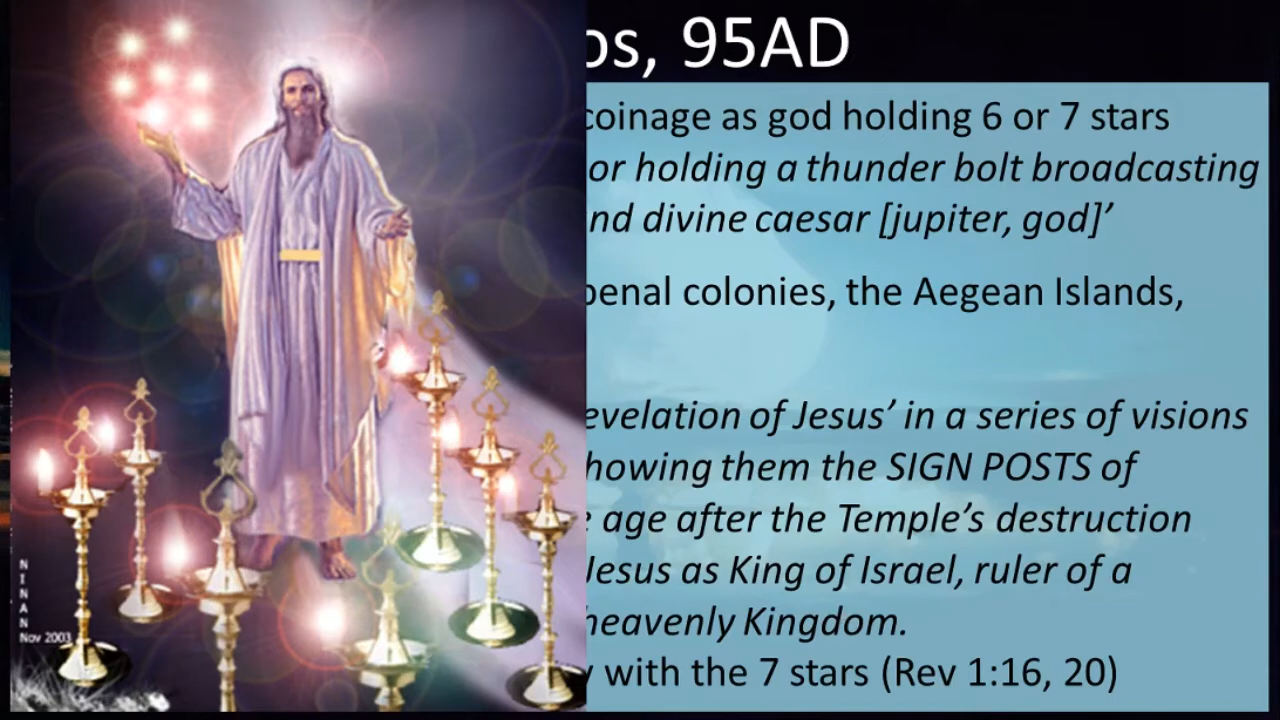 os, 95AD
coinage as god holding 6 or 7 stars
or holding a thunder bolt broadcasting
nd divine caesar [jupiter, god]’
penal colonies, the Aegean Islands,
evelation of Jesus’ in a series of visions
howing them the SIGN POSTS of
e age after the Temple’s destruction
Jesus as King of Israel, ruler of a
heavenly Kingdom.
with the 7 stars (Rev 1:16, 20)
NINAN
Nov 2003